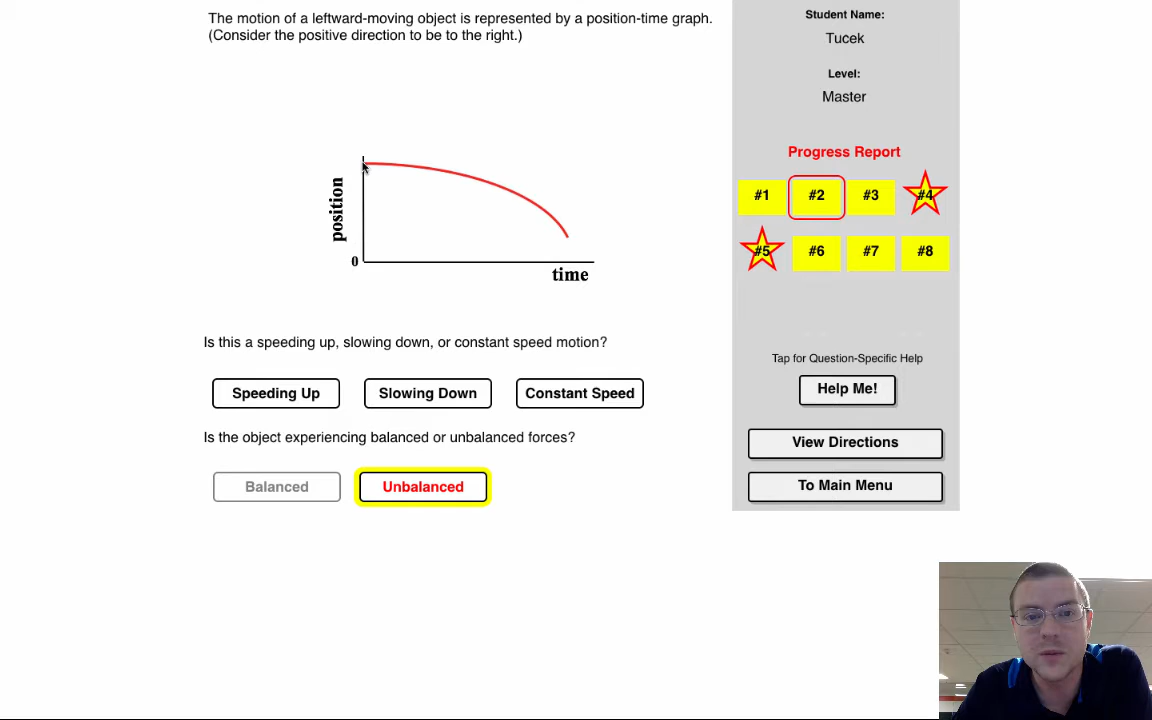 The motion of a leftward-moving object is represented by a position-time graph.
(Consider the positive direction to be to the right.)
position
0
time
Is this a speeding up, slowing down, or constant speed motion?
Speeding Up
Slowing Down
Constant Speed
Is the object experiencing balanced or unbalanced forces?
Balanced
Unbalanced
Student Name:
Tucek
Level:
Master
Progress Report
#1 #2 #3 #4
#5 #6 #7 #8
Tap for Question-Specific Help
Help Me!
View Directions
To Main Menu